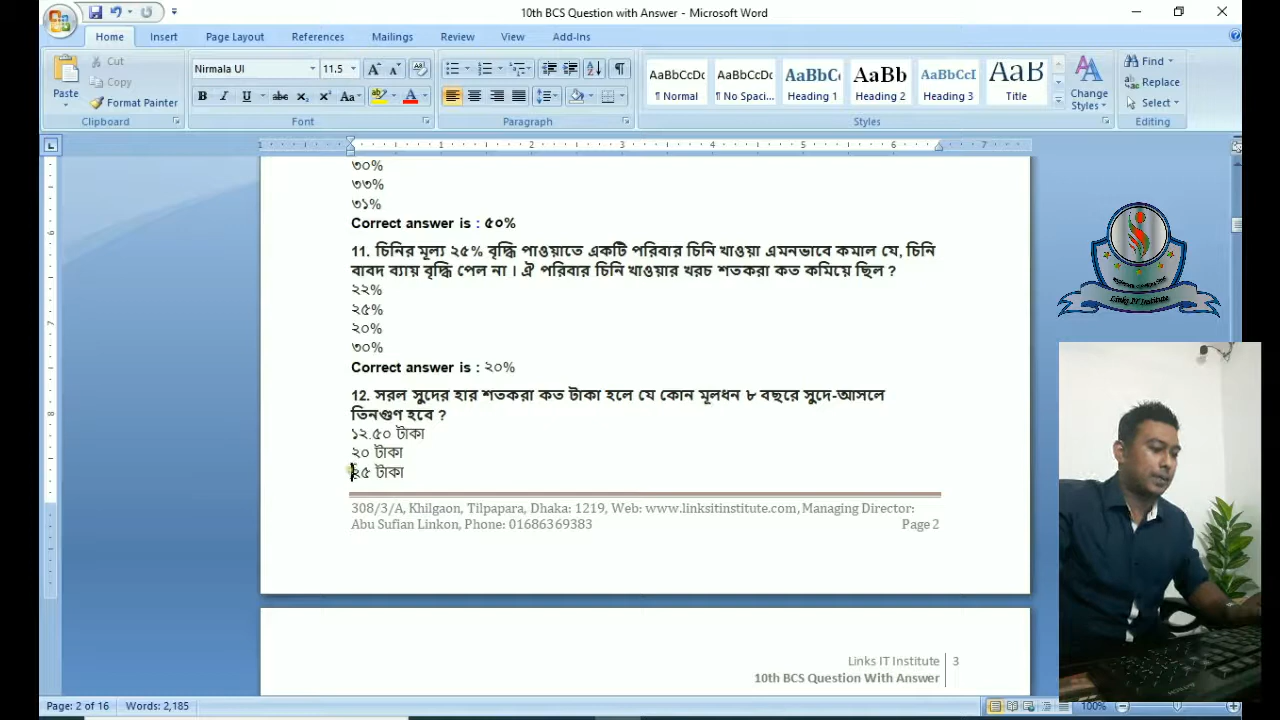 10th BCS Question with Answer - Microsoft Word
Home Insert Page Layout References Mailings Review View Add-Ins
Paste
Cut
Copy
Format Painter
Clipboard
Nirmala UI 11.5
Font
Paragraph
AaBbCcDc AaBbCcDc AaBbC AaBb AaBbCcI AaB
¶ Normal ¶ No Spaci... Heading 1 Heading 2 Heading 3 Title
Change Styles
Styles
Find
Replace
Select
Editing
৩০%
৩৩%
৩১%
Correct answer is : ৫০%
11. চিনির মূল্য ২৫% বৃদ্ধি পাওয়াতে একটি পরিবার চিনি খাওয়া এমনভাবে কমাল যে, চিনি
বাবদ ব্যায় বৃদ্ধি পেল না । ঐ পরিবার চিনি খাওয়ার খরচ শতকরা কত কমিয়ে ছিল ?
২২%
২৫%
২০%
৩০%
Correct answer is : ২০%
12. সরল সুদের হার শতকরা কত টাকা হলে যে কোন মূলধন ৮ বছরে সুদে-আসলে
তিনগুণ হবে ?
১২.৫০ টাকা
২০ টাকা
২৫ টাকা
308/3/A, Khilgaon, Tilpapara, Dhaka: 1219, Web: www.linksitinstitute.com, Managing Director:
Abu Sufian Linkon, Phone: 01686369383 Page 2
Links IT Institute 3
10th BCS Question With Answer
Links IT Institute
Page: 2 of 16 Words: 2,185 100%